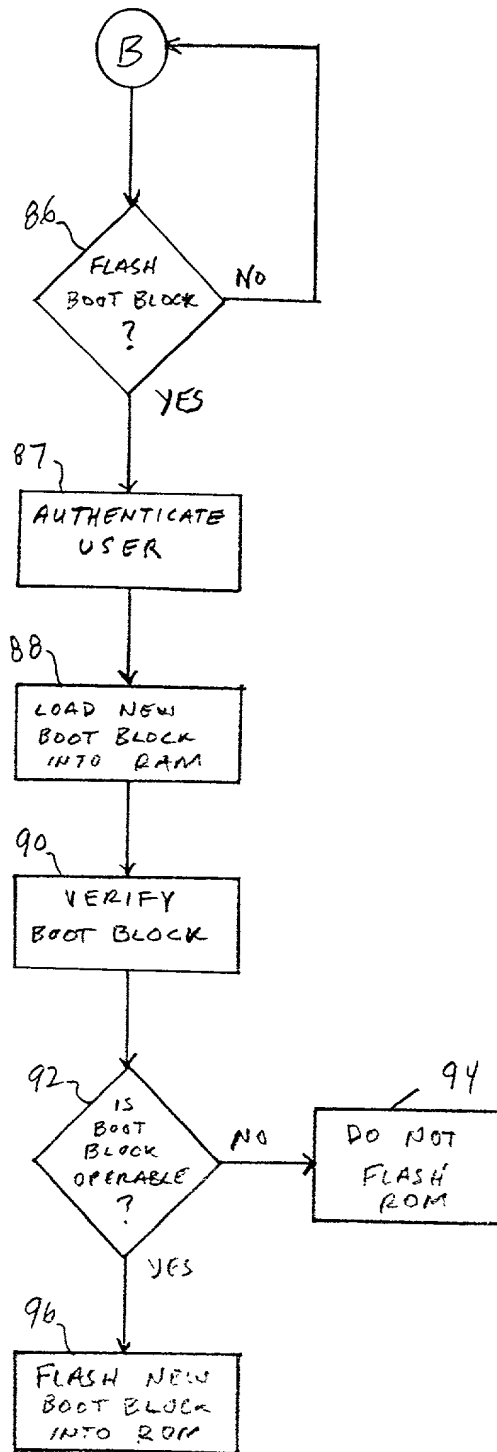 B
86
FLASH
BOOT BLOCK
?
NO
YES
87
AUTHENTICATE
USER
88
LOAD NEW
BOOT BLOCK
INTO RAM
90
VERIFY
BOOT BLOCK
92
IS
BOOT
BLOCK
OPERABLE
?
NO
94
DO NOT
FLASH
ROM
YES
96
FLASH NEW
BOOT BLOCK
INTO ROM